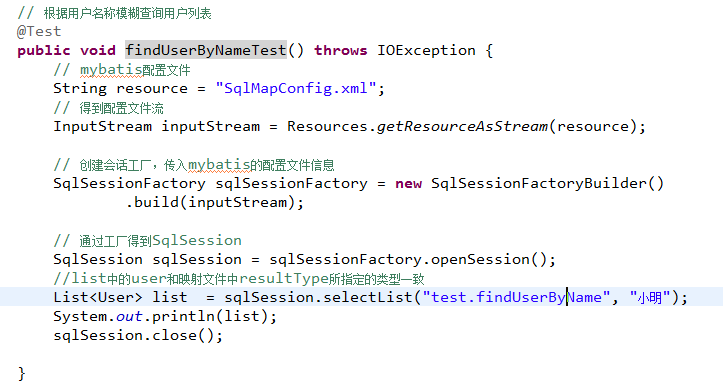 // 根据用户名称模糊查询用户列表
@Test
public void findUserByNameTest() throws IOException {
// mybatis配置文件
String resource = "SqlMapConfig.xml";
// 得到配置文件流
InputStream inputStream = Resources.getResourceAsStream(resource);
// 创建会话工厂，传入mybatis的配置文件信息
SqlSessionFactory sqlSessionFactory = new SqlSessionFactoryBuilder()
.build(inputStream);
// 通过工厂得到SqlSession
SqlSession sqlSession = sqlSessionFactory.openSession();
//list中的user和映射文件中resultType所指定的类型一致
List<User> list  = sqlSession.selectList("test.findUserByName", "小明");
System.out.println(list);
sqlSession.close();
}